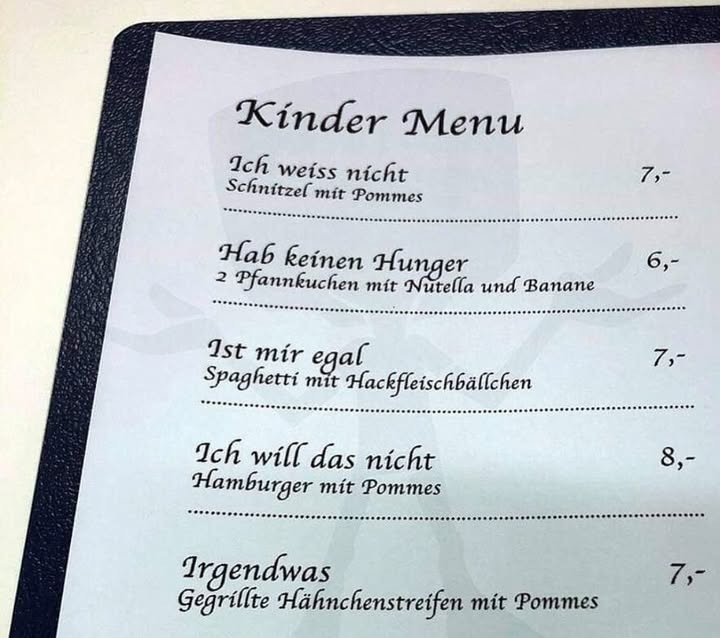 Kinder Menu
Ich weiss nicht 7,-
Schnitzel mit Pommes
Hab keinen Hunger 6,-
2 Pfannkuchen mit Nutella und Banane
Ist mir egal 7,-
Spaghetti mit Hackfleischbällchen
Ich will das nicht 8,-
Hamburger mit Pommes
Irgendwas 7,-
Gegrillte Hähnchenstreifen mit Pommes